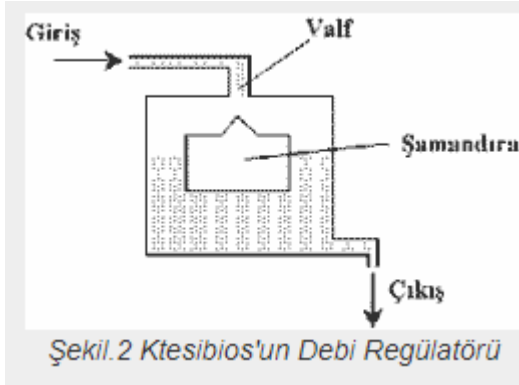 Giriş
Valf
Şamandıra
Çıkış
Şekil.2 Ktesibios'un Debi Regülatörü